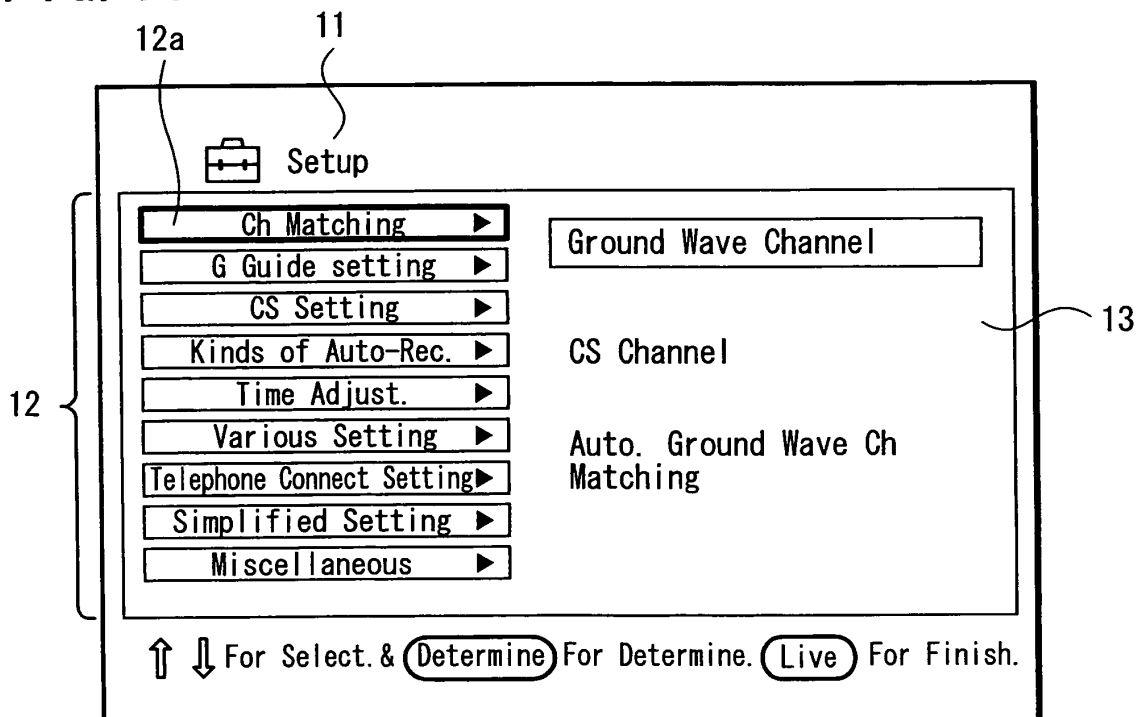 12a
11
Setup
12
Ch Matching ▶
G Guide setting ▶
CS Setting ▶
Kinds of Auto-Rec. ▶
Time Adjust. ▶
Various Setting ▶
Telephone Connect Setting▶
Simplified Setting ▶
Miscellaneous ▶
Ground Wave Channel
CS Channel
Auto. Ground Wave Ch
Matching
13
⇧ ⇩ For Select.& Determine For Determine. Live For Finish.